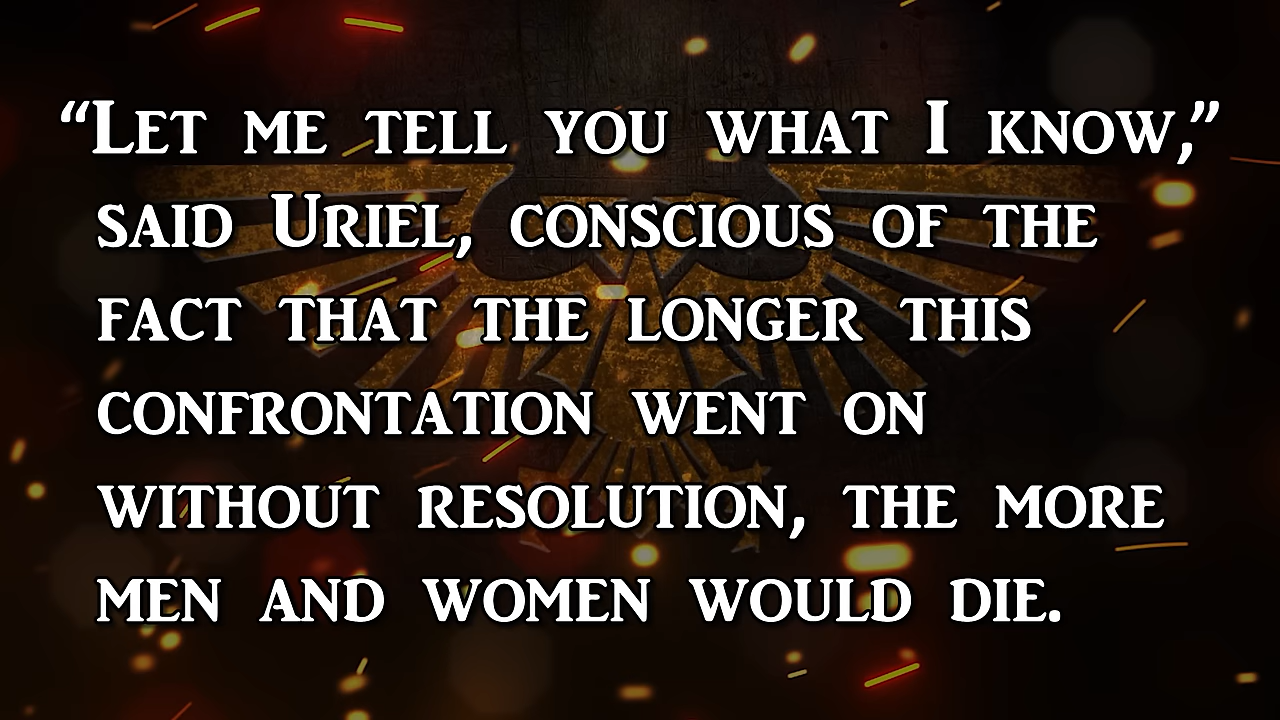 “Let me tell you what I know,”
said Uriel, conscious of the
fact that the longer this
confrontation went on
without resolution, the more
men and women would die.